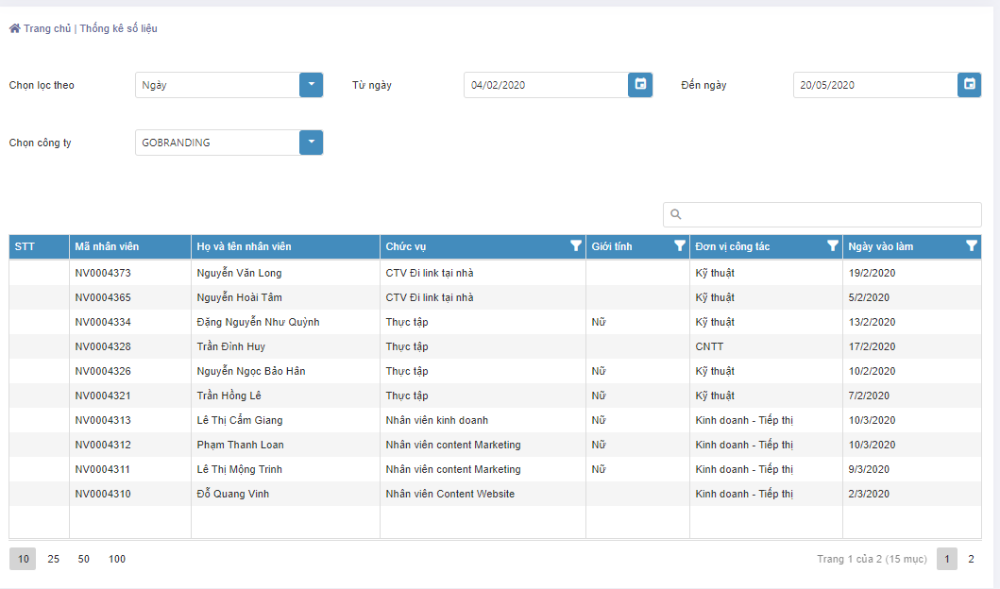 Trang chủ | Thống kê số liệu
Chọn lọc theo Ngày Từ ngày 04/02/2020 Đến ngày 20/05/2020
Chọn công ty GOBRANDING
STT Mã nhân viên Họ và tên nhân viên Chức vụ Giới tính Đơn vị công tác Ngày vào làm
NV0004373 Nguyễn Văn Long CTV Đi link tại nhà Kỹ thuật 19/2/2020
NV0004365 Nguyễn Hoài Tâm CTV Đi link tại nhà Kỹ thuật 5/2/2020
NV0004334 Đặng Nguyễn Như Quỳnh Thực tập Nữ Kỹ thuật 13/2/2020
NV0004328 Trần Đình Huy Thực tập CNTT 17/2/2020
NV0004326 Nguyễn Ngọc Bảo Hân Thực tập Nữ Kỹ thuật 10/2/2020
NV0004321 Trần Hồng Lê Thực tập Nữ Kỹ thuật 7/2/2020
NV0004313 Lê Thị Cẩm Giang Nhân viên kinh doanh Nữ Kinh doanh - Tiếp thị 10/3/2020
NV0004312 Phạm Thanh Loan Nhân viên content Marketing Nữ Kinh doanh - Tiếp thị 10/3/2020
NV0004311 Lê Thị Mộng Trinh Nhân viên content Marketing Nữ Kinh doanh - Tiếp thị 9/3/2020
NV0004310 Đỗ Quang Vinh Nhân viên Content Website Kinh doanh - Tiếp thị 2/3/2020
10 25 50 100 Trang 1 của 2 (15 mục) 1 2